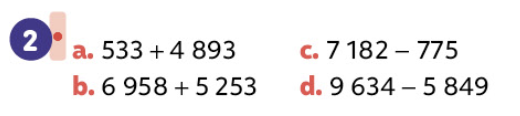 2
a. 533 + 4 893
b. 6 958 + 5 253
c. 7 182 – 775
d. 9 634 – 5 849